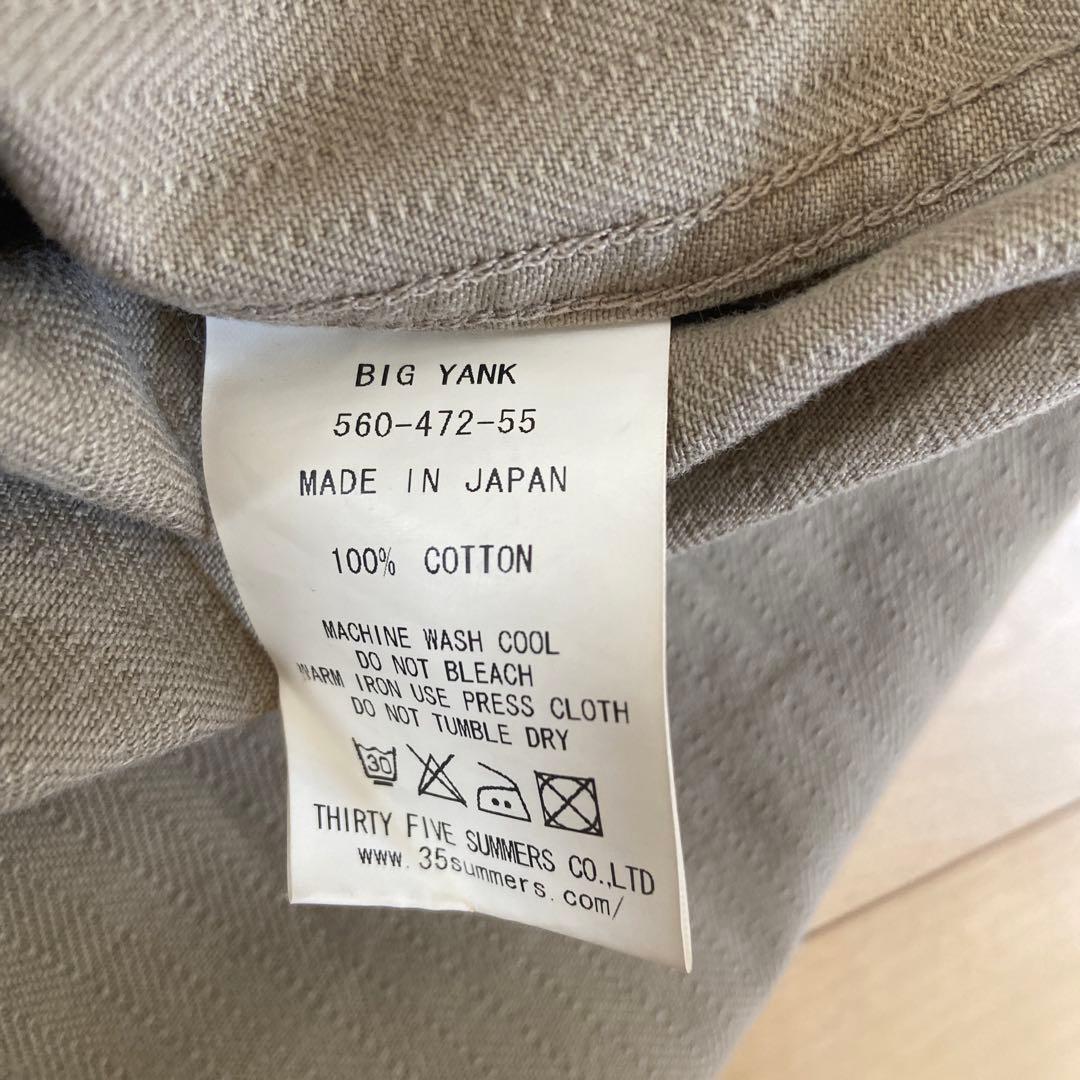 BIG YANK
560-472-55
MADE IN JAPAN
100% COTTON
MACHINE WASH COOL
DO NOT BLEACH
WARM IRON USE PRESS CLOTH
DO NOT TUMBLE DRY
30
THIRTY FIVE SUMMERS CO.,LTD
www.35summers.com/